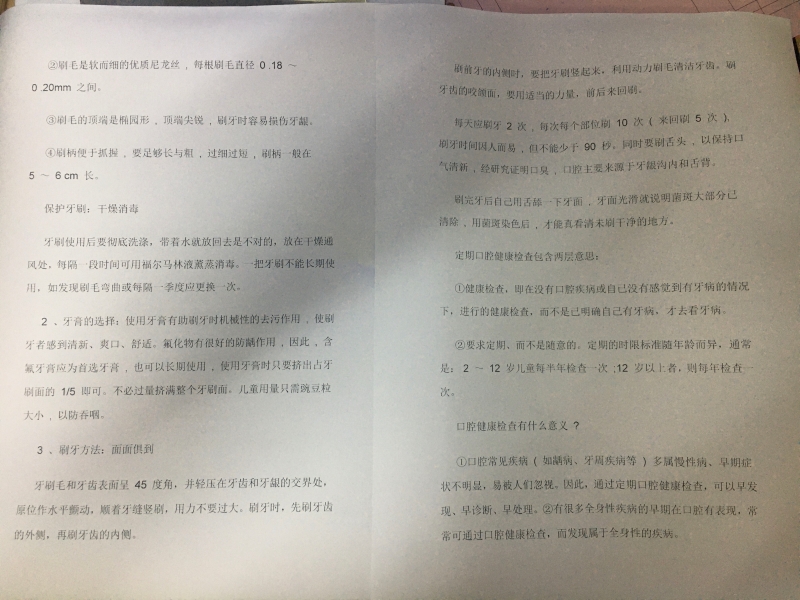 ②刷毛是软而细的优质尼龙丝，每根刷毛直径 0.18 ～
0.20mm 之间。
③刷毛的顶端是椭园形，顶端尖锐，刷牙时容易损伤牙龈。
④刷柄便于抓握，要足够长与粗，过细过短，刷柄一般在
5 ～ 6 cm 长。
保护牙刷：干燥消毒
牙刷使用后要彻底洗涤，带着水就放回去是不对的，放在干燥通
风处，每隔一段时间可用福尔马林液薰蒸消毒。一把牙刷不能长期使
用，如发现刷毛弯曲或每隔一季度应更换一次。
2 、牙膏的选择：使用牙膏有助刷牙时机械性的去污作用，使刷
牙者感到清新、爽口、舒适。氟化物有很好的防龋作用，因此，含
氟牙膏应为首选牙膏，也可以长期使用，使用牙膏时只要挤出占牙
刷面的 1/5 即可。不必过量挤满整个牙刷面。儿童用量只需豌豆粒
大小，以防吞咽。
3 、刷牙方法：面面俱到
牙刷毛和牙齿表面呈 45 度角，并轻压在牙齿和牙龈的交界处，
原位作水平颤动，顺着牙缝竖刷，用力不要过大。刷牙时，先刷牙齿
的外侧，再刷牙齿的内侧。
刷前牙的内侧时，要把牙刷竖起来，利用动力刷毛清洁牙齿。刷
牙齿的咬颌面，要用适当的力量，前后来回刷。
每天应刷牙 2 次，每次每个部位刷 10 次（ 来回刷 5 次 ），
刷牙时间因人而易，但不能少于 90 秒。同时要刷舌头，以保持口
气清新，经研究证明口臭，口腔主要来源于牙龈沟内和舌背。
刷完牙后自己用舌舔一下牙面，牙面光滑就说明菌斑大部分已
清除，用菌斑染色后，才能真看清未刷干净的地方。
定期口腔健康检查包含两层意思：
①健康检查，即在没有口腔疾病或自已没有感觉到有牙病的情况
下，进行的健康检查，而不是已明确自己有牙病，才去看牙病。
②要求定期、而不是随意的。定期的时限标准随年龄而异，通常
是： 2 ～ 12 岁儿童每半年检查一次 ;12 岁以上者，则每年检查一
次。
口腔健康检查有什么意义 ？
①口腔常见疾病（ 如龋病、牙周疾病等 ）多属慢性病、早期症
状不明显，易被人们忽视。因此，通过定期口腔健康检查，可以早发
现、早诊断、早处理。②有很多全身性疾病的早期在口腔有表现，常
常可通过口腔健康检查，而发现属于全身性的疾病。